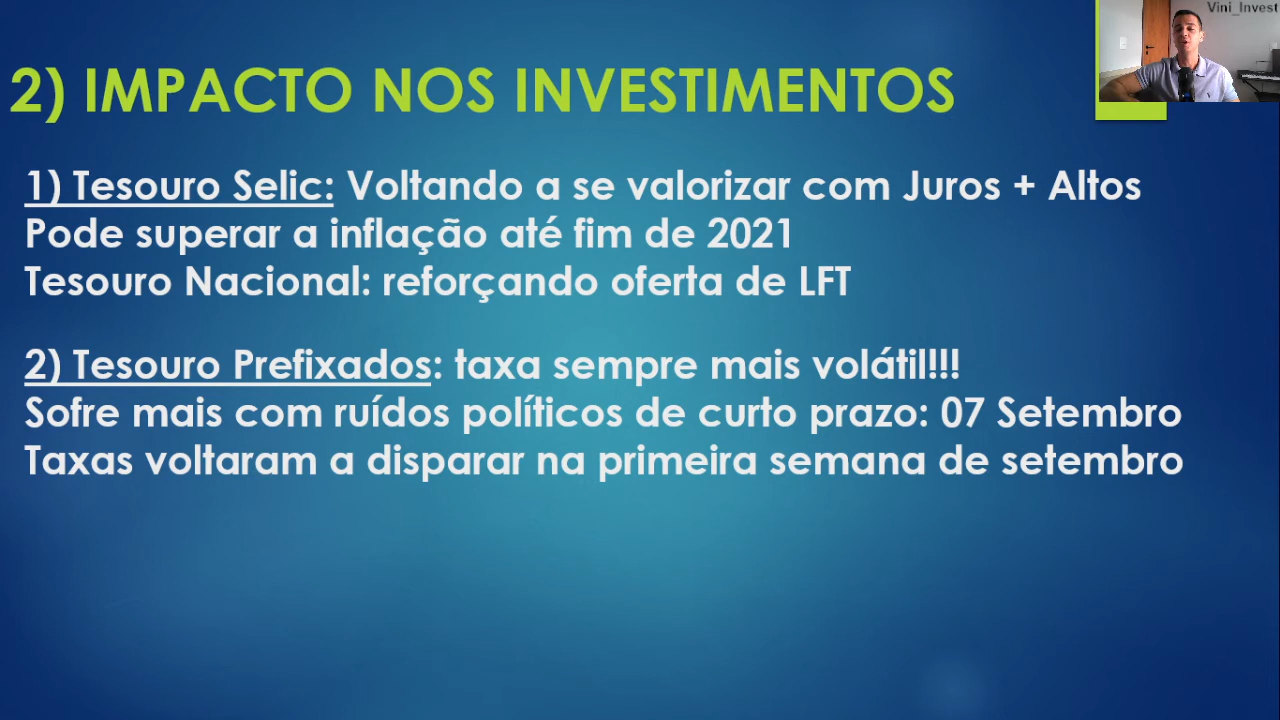 Vini_Invest
2) IMPACTO NOS INVESTIMENTOS
1) Tesouro Selic: Voltando a se valorizar com Juros + Altos
Pode superar a inflação até fim de 2021
Tesouro Nacional: reforçando oferta de LFT
2) Tesouro Prefixados: taxa sempre mais volátil!!!
Sofre mais com ruídos políticos de curto prazo: 07 Setembro
Taxas voltaram a disparar na primeira semana de setembro